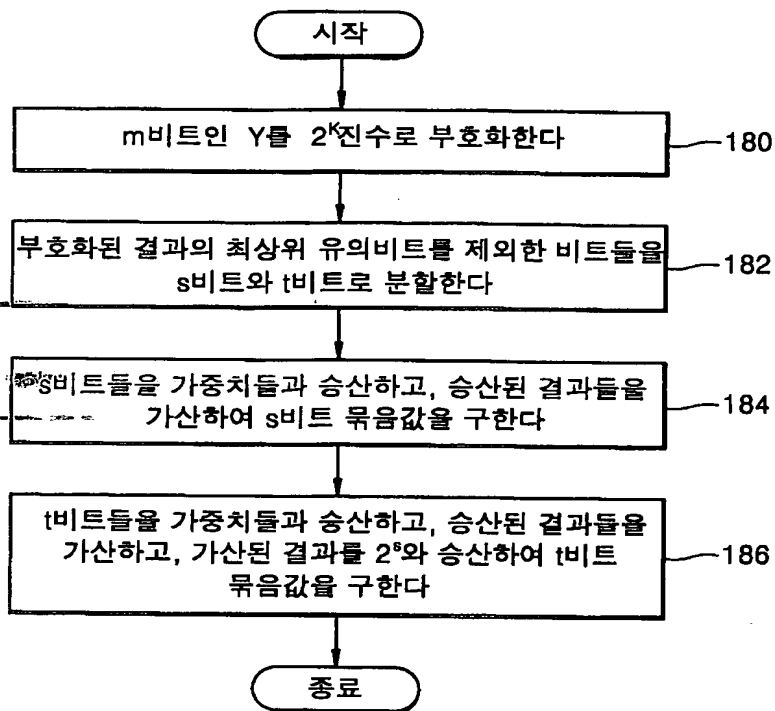 시작
m비트인 Y를 2^K진수로 부호화한다
180
부호화된 결과의 최상위 유의비트를 제외한 비트들을
s비트와 t비트로 분할한다
182
s비트들을 가중치들과 승산하고, 승산된 결과들을
가산하여 s비트 묶음값을 구한다
184
t비트들을 가중치들과 승산하고, 승산된 결과들을
가산하고, 가산된 결과를 2^s와 승산하여 t비트
묶음값을 구한다
186
종료